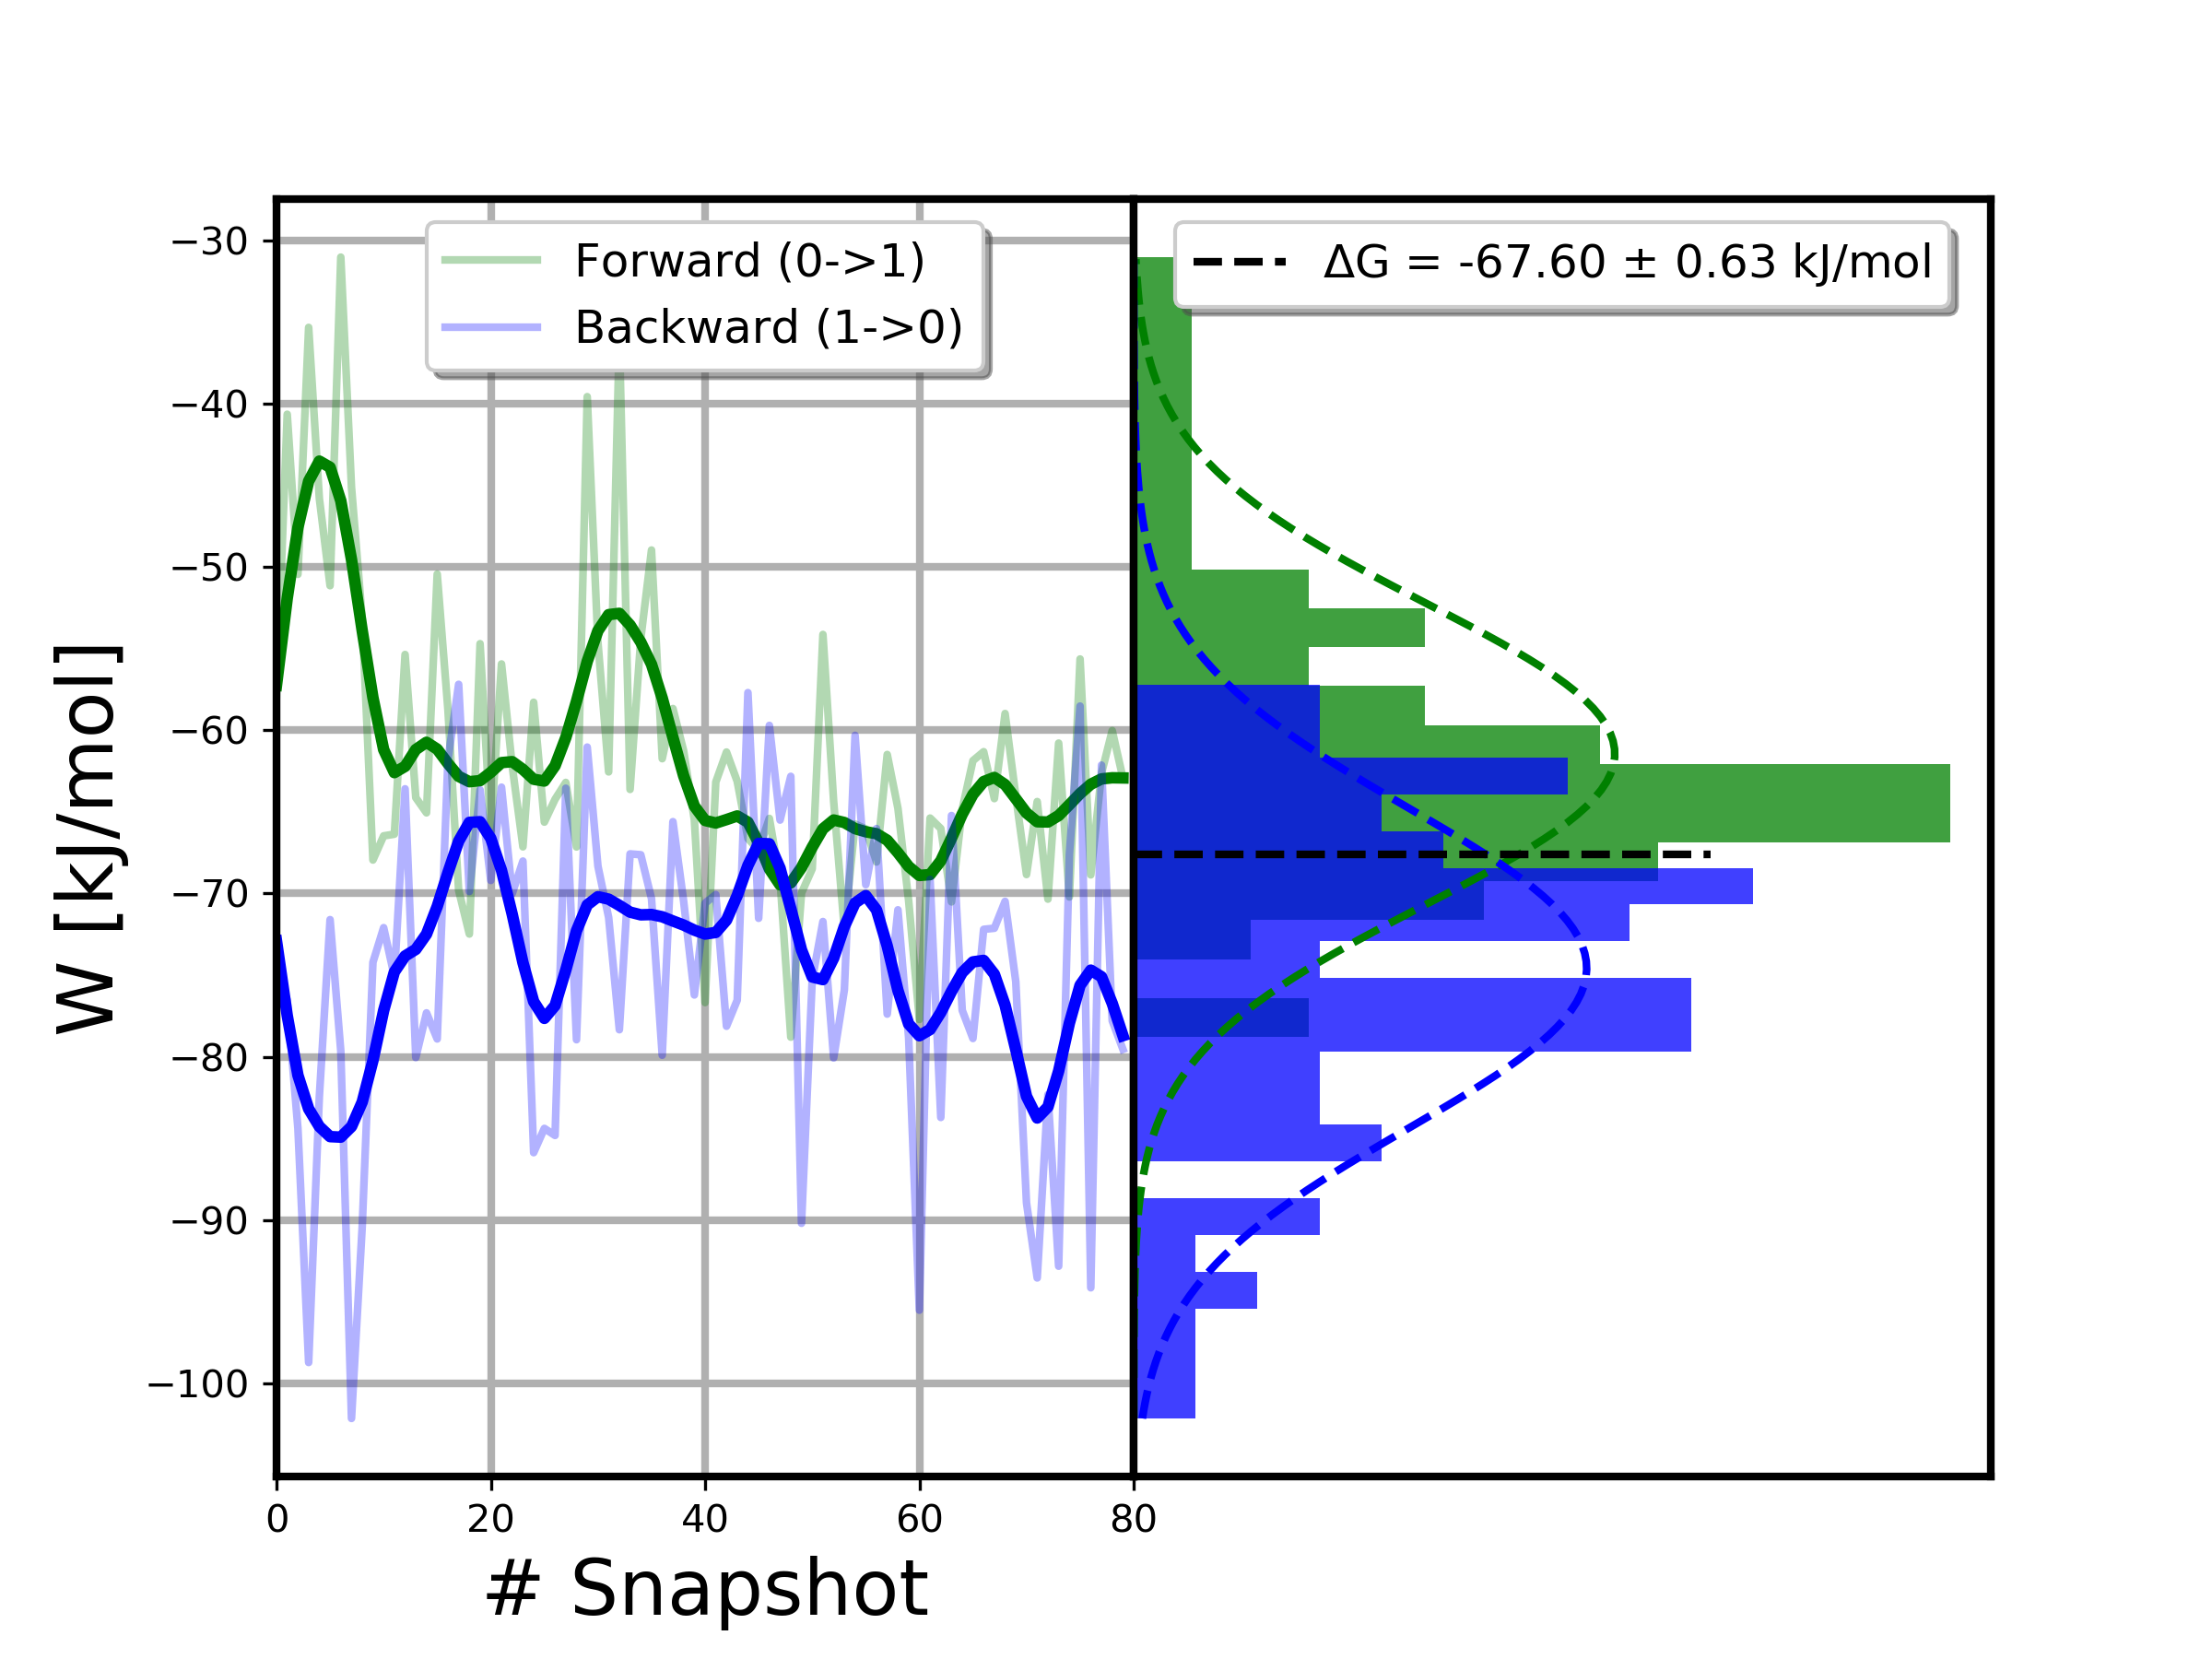 Forward (0->1)
Backward (1->0)
ΔG = -67.60 ± 0.63 kJ/mol
W [kJ/mol]
−30
−40
−50
−60
−70
−80
−90
−100
0 20 40 60 80
# Snapshot